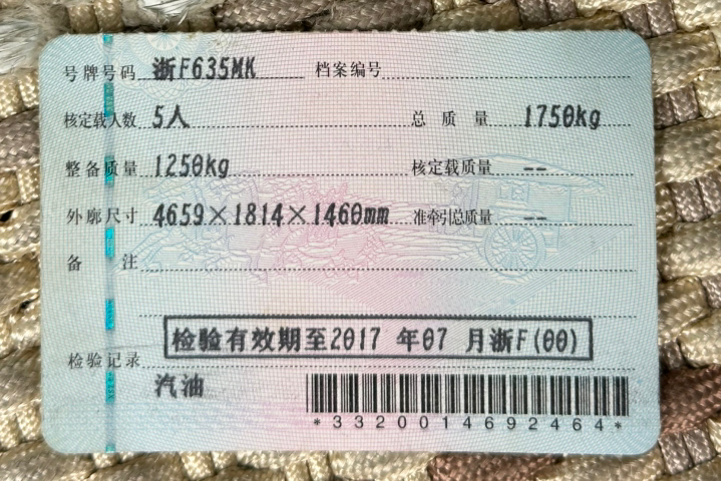 号牌号码 浙F635MK 档案编号
核定载人数 5人 总质量 1750kg
整备质量 1250kg 核定载质量 --
外廓尺寸 4659×1814×1460mm 准牵引总质量 --
备注
检验有效期至2017 年07 月浙F(00)
检验记录
汽油
*3320014692464*